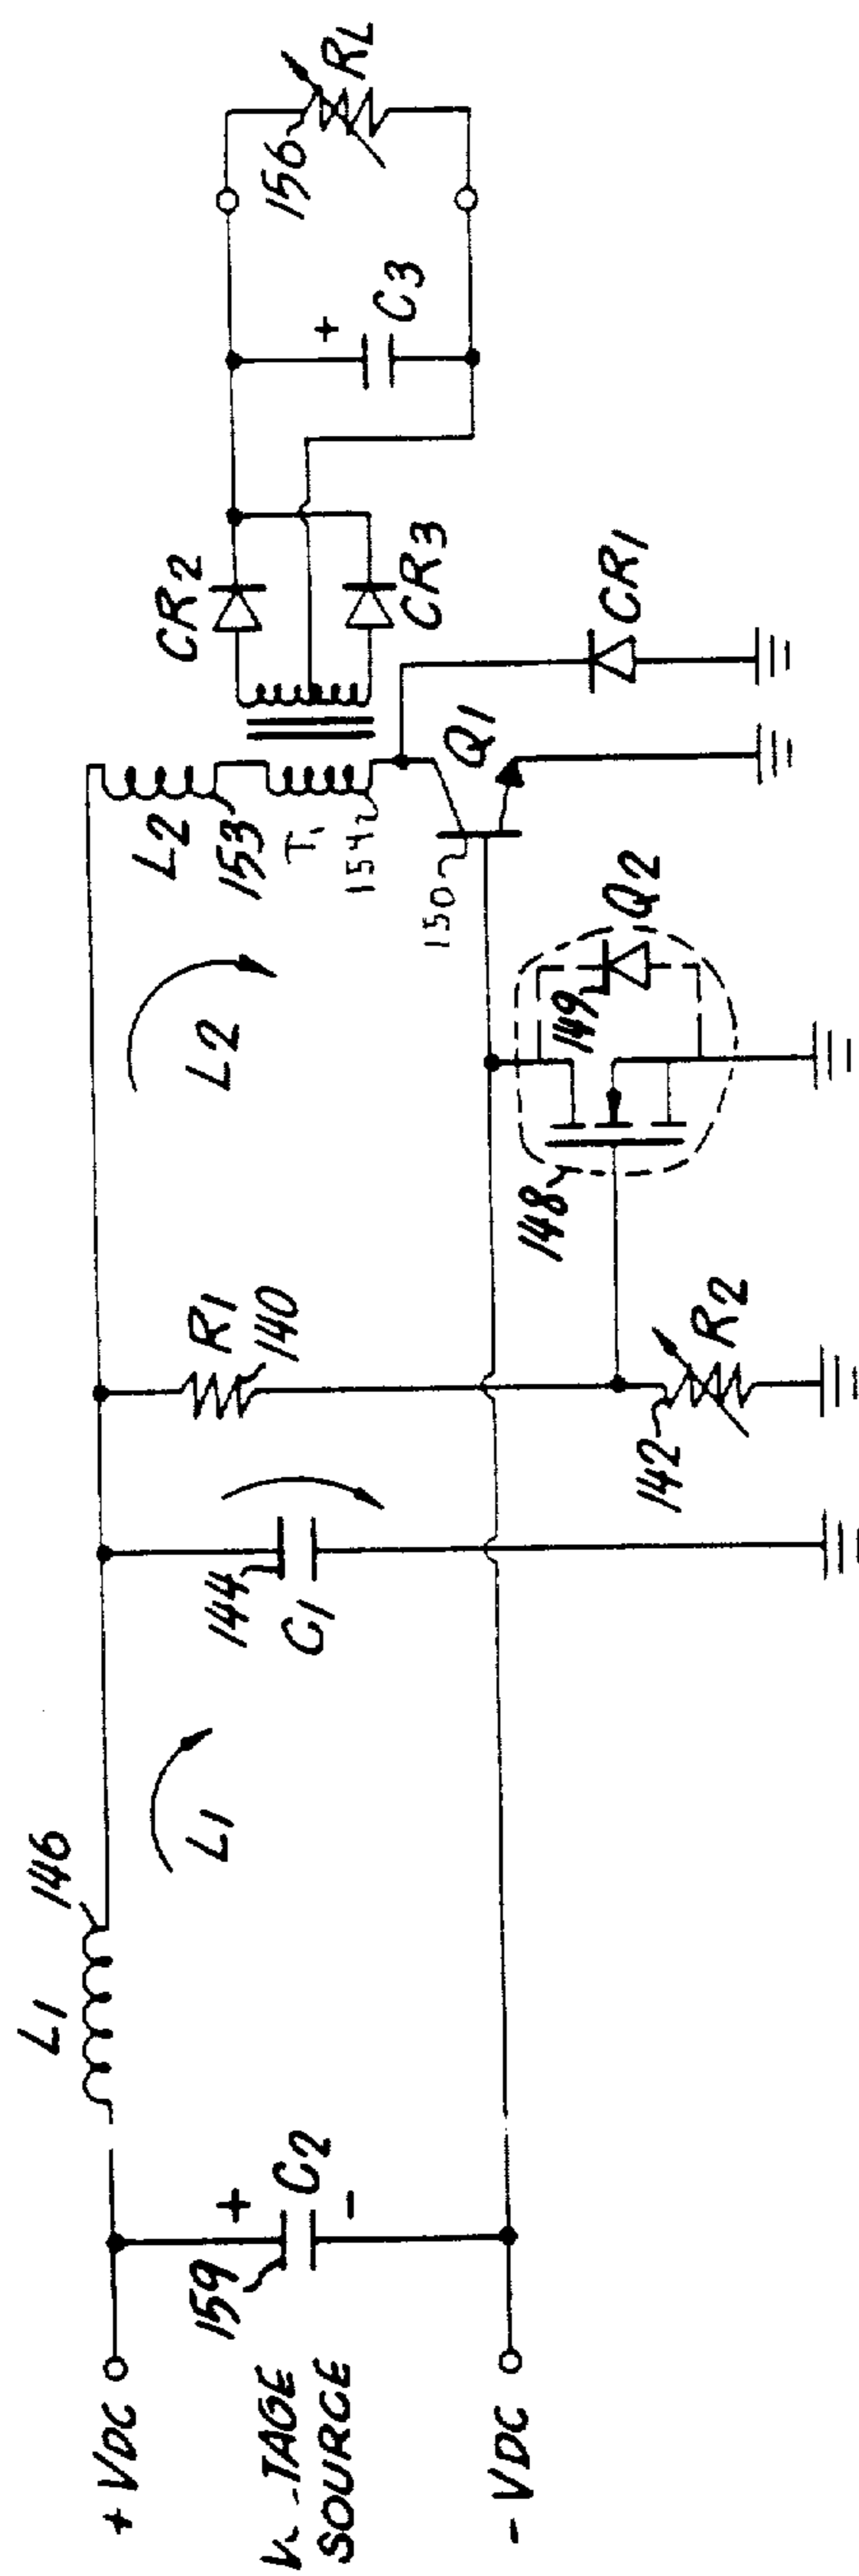 + VDC
SOURCE
- VDC
159
+
C2
-
L1
146
L1
144
C1
R1
140
142
R2
L2
148
149
Q2
L2
153
T1
154
150
Q1
CR1
CR2
CR3
+
C3
156
RL